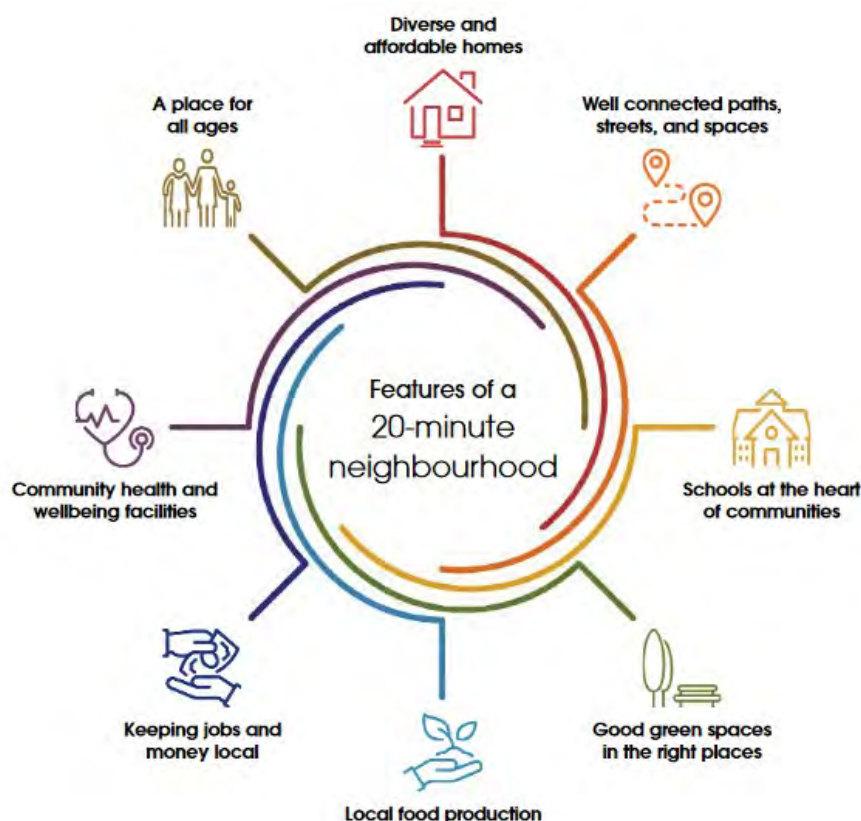 Diverse and
affordable homes
Well connected paths,
streets, and spaces
Schools at the heart
of communities
Good green spaces
in the right places
Local food production
Keeping jobs and
money local
Community health and
wellbeing facilities
A place for
all ages
Features of a
20-minute
neighbourhood